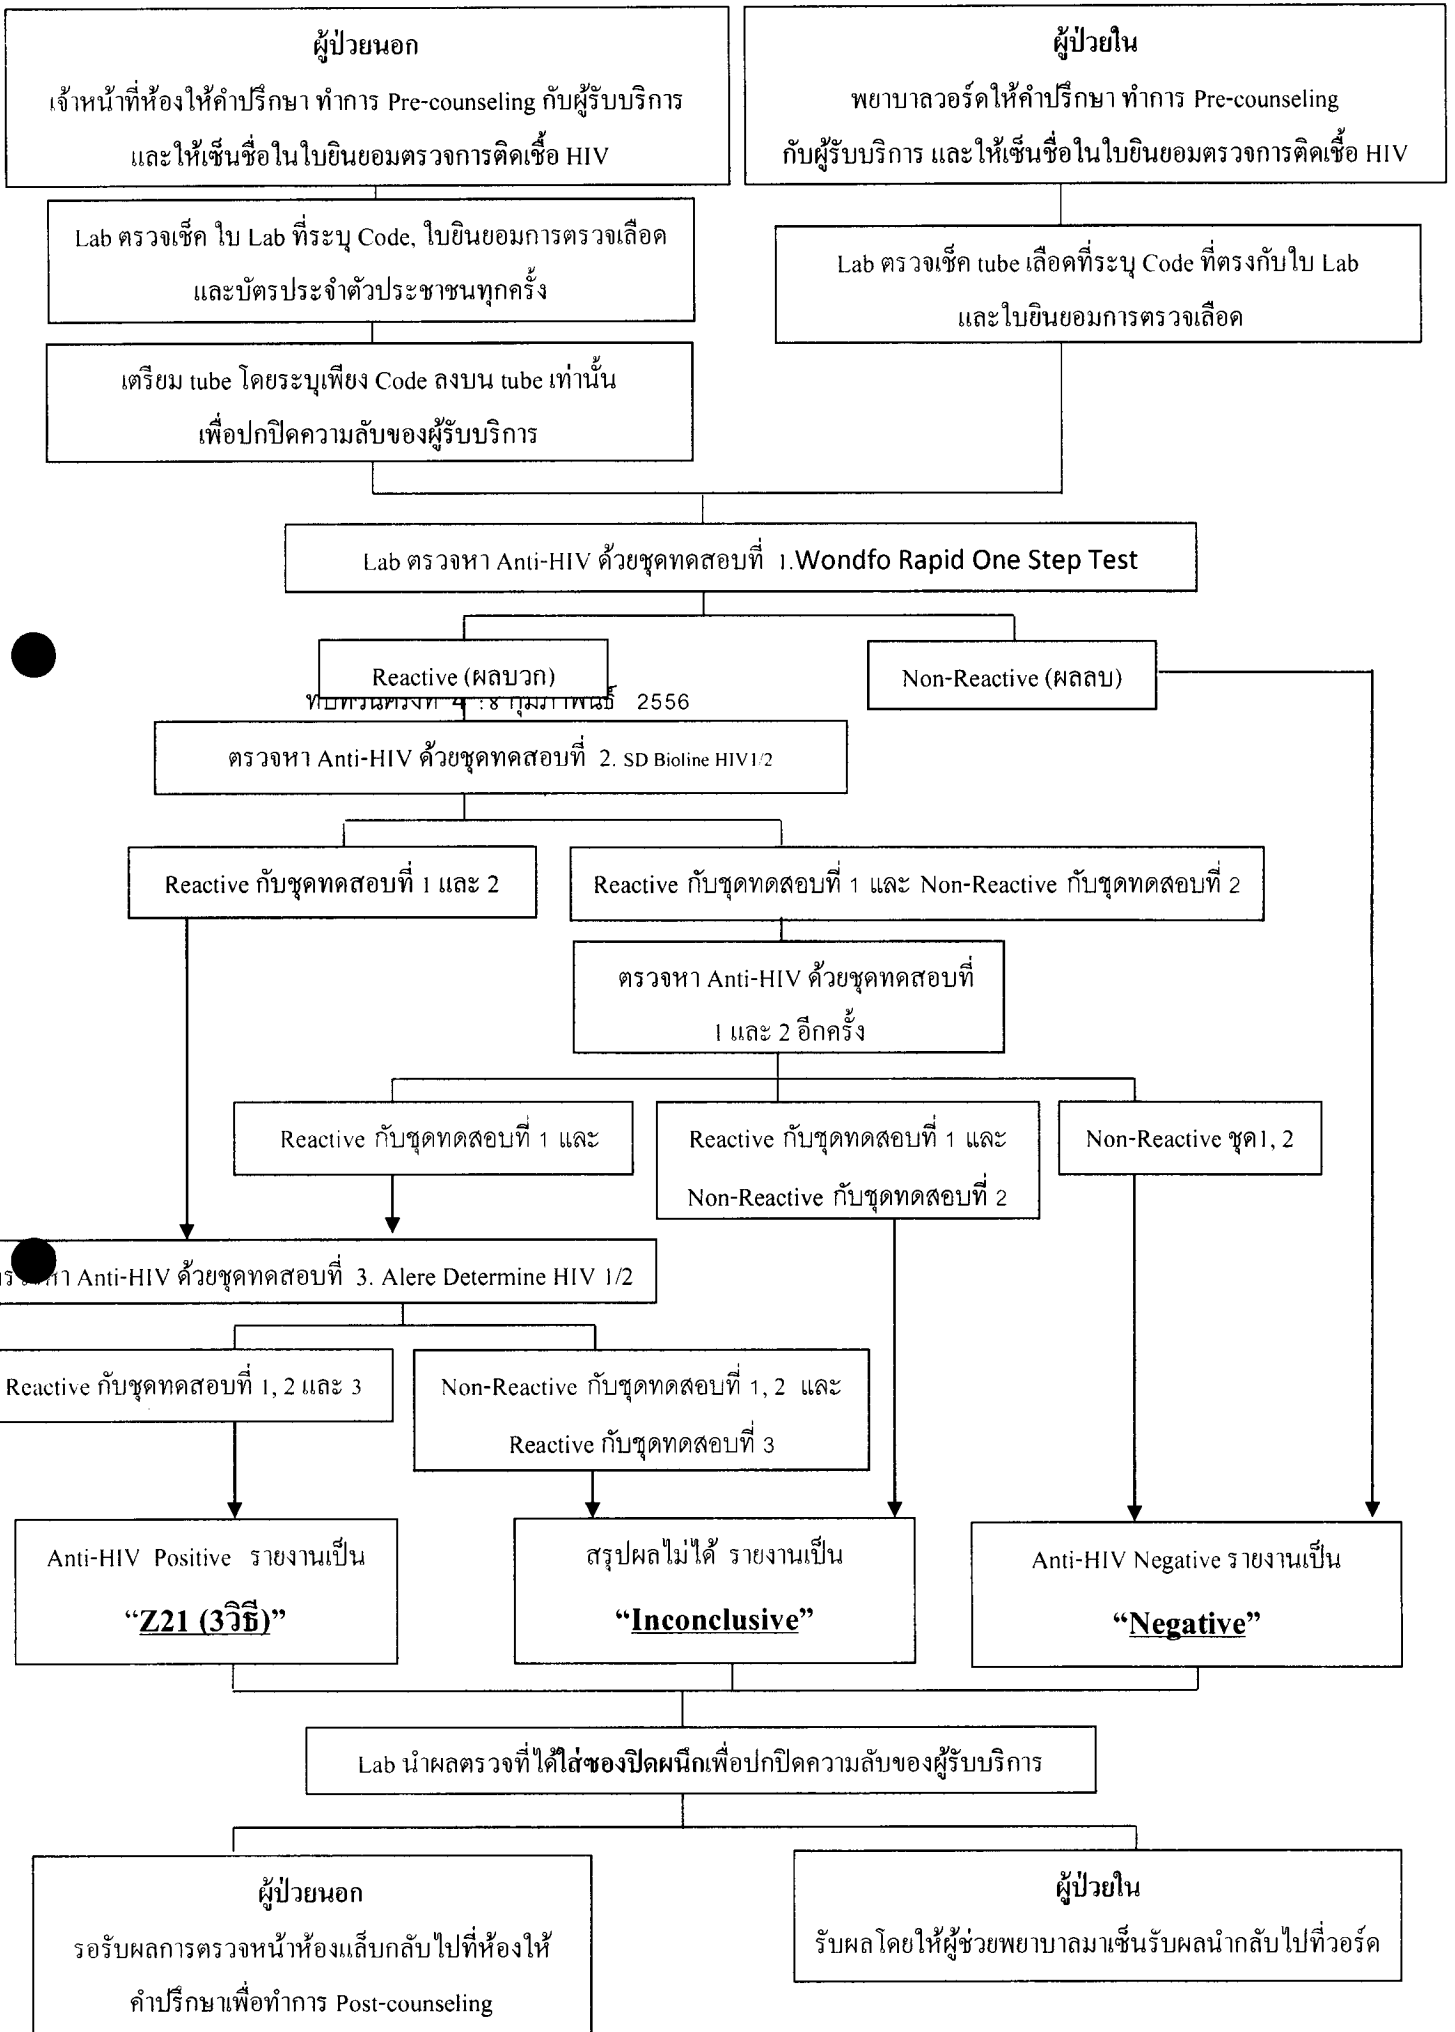 ผู้ป่วยนอก
เจ้าหน้าที่ห้องให้คำปรึกษา ทำการ Pre-counseling กับผู้รับบริการ
และให้เซ็นชื่อในใบยินยอมตรวจการติดเชื้อ HIV
ผู้ป่วยใน
พยาบาลวอร์ดให้คำปรึกษา ทำการ Pre-counseling
กับผู้รับบริการ และให้เซ็นชื่อในใบยินยอมตรวจการติดเชื้อ HIV
Lab ตรวจเช็ค ใบ Lab ที่ระบุ Code, ใบยินยอมการตรวจเลือด
และบัตรประจำตัวประชาชนทุกครั้ง
Lab ตรวจเช็ค tube เลือดที่ระบุ Code ที่ตรงกับใบ Lab
และใบยินยอมการตรวจเลือด
เตรียม tube โดยระบุเพียง Code ลงบน tube เท่านั้น
เพื่อปกปิดความลับของผู้รับบริการ
Lab ตรวจหา Anti-HIV ด้วยชุดทดสอบที่ 1.Wondfo Rapid One Step Test
Reactive (ผลบวก)
Non-Reactive (ผลลบ)
ทบทวนครั้งที่ 4 :8 กุมภาพันธ์ 2556
ตรวจหา Anti-HIV ด้วยชุดทดสอบที่ 2. SD Bioline HIV1/2
Reactive กับชุดทดสอบที่ 1 และ 2
Reactive กับชุดทดสอบที่ 1 และ Non-Reactive กับชุดทดสอบที่ 2
ตรวจหา Anti-HIV ด้วยชุดทดสอบที่
1 และ 2 อีกครั้ง
Reactive กับชุดทดสอบที่ 1 และ
Reactive กับชุดทดสอบที่ 1 และ
Non-Reactive กับชุดทดสอบที่ 2
Non-Reactive ชุด1, 2
หา Anti-HIV ด้วยชุดทดสอบที่ 3. Alere Determine HIV 1/2
Reactive กับชุดทดสอบที่ 1, 2 และ 3
Non-Reactive กับชุดทดสอบที่ 1, 2 และ
Reactive กับชุดทดสอบที่ 3
Anti-HIV Positive รายงานเป็น
“Z21 (3วิธี)”
สรุปผลไม่ได้ รายงานเป็น
“Inconclusive”
Anti-HIV Negative รายงานเป็น
“Negative”
Lab นำผลตรวจที่ได้ใส่ซองปิดผนึกเพื่อปกปิดความลับของผู้รับบริการ
ผู้ป่วยนอก
รอรับผลการตรวจหน้าห้องแล็บกลับไปที่ห้องให้
คำปรึกษาเพื่อทำการ Post-counseling
ผู้ป่วยใน
รับผลโดยให้ผู้ช่วยพยาบาลมาเซ็นรับผลนำกลับไปที่วอร์ด